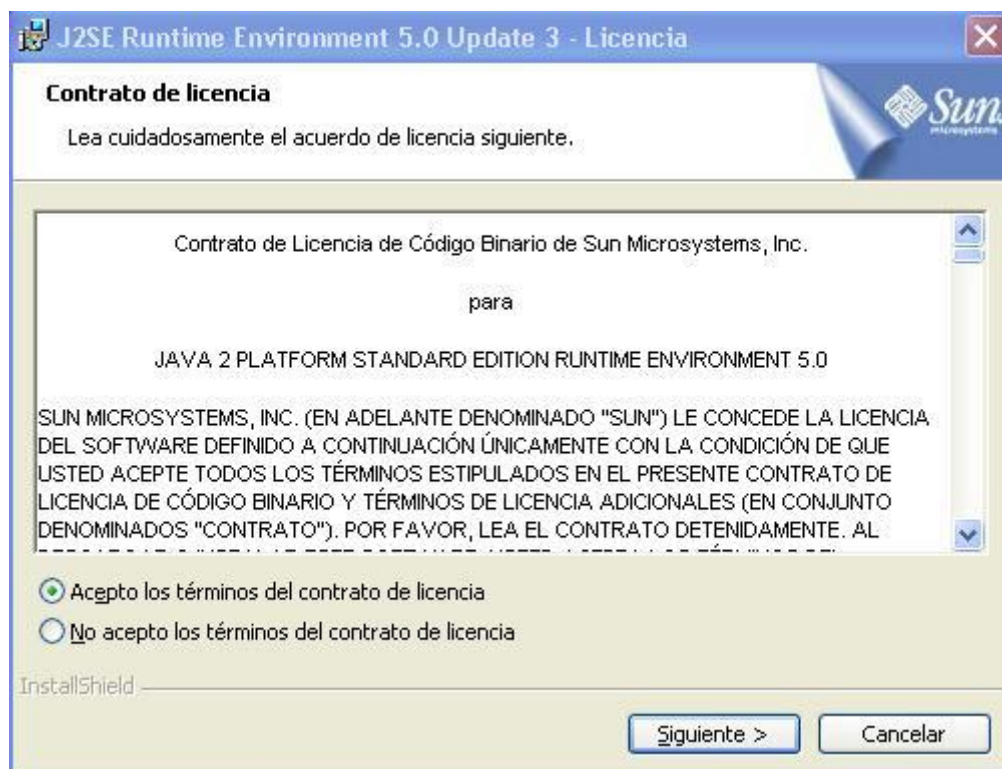 J2SE Runtime Environment 5.0 Update 3 - Licencia
Contrato de licencia
Lea cuidadosamente el acuerdo de licencia siguiente.
Sun
microsystems
Contrato de Licencia de Código Binario de Sun Microsystems, Inc.
para
JAVA 2 PLATFORM STANDARD EDITION RUNTIME ENVIRONMENT 5.0
SUN MICROSYSTEMS, INC. (EN ADELANTE DENOMINADO "SUN") LE CONCEDE LA LICENCIA
DEL SOFTWARE DEFINIDO A CONTINUACIÓN ÚNICAMENTE CON LA CONDICIÓN DE QUE
USTED ACEPTE TODOS LOS TÉRMINOS ESTIPULADOS EN EL PRESENTE CONTRATO DE
LICENCIA DE CÓDIGO BINARIO Y TÉRMINOS DE LICENCIA ADICIONALES (EN CONJUNTO
DENOMINADOS "CONTRATO"). POR FAVOR, LEA EL CONTRATO DETENIDAMENTE. AL
Acepto los términos del contrato de licencia
No acepto los términos del contrato de licencia
InstallShield
Siguiente >
Cancelar